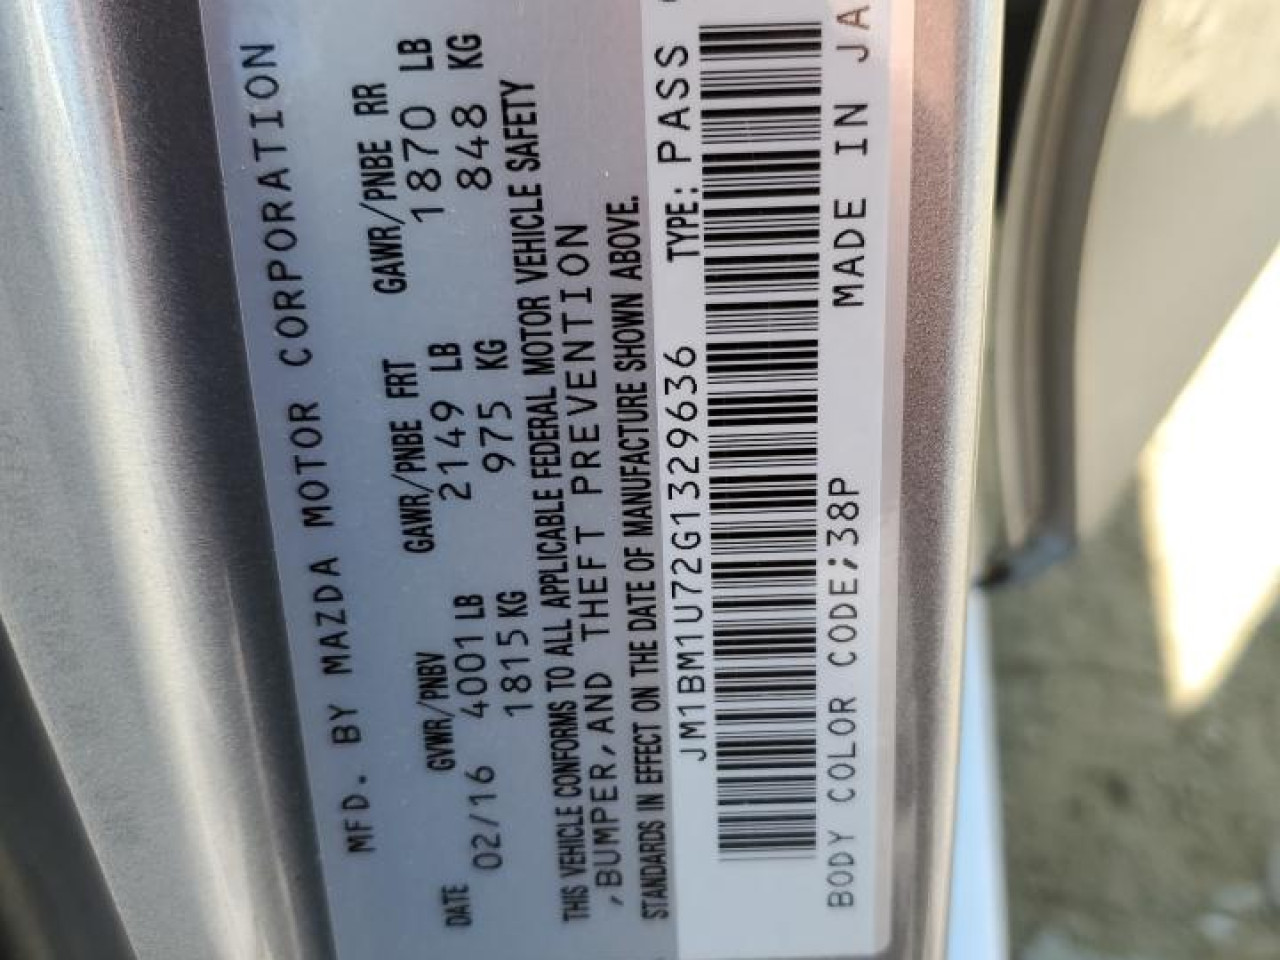 MFD. BY MAZDA MOTOR CORPORATION
DATE GVWR/PNBV GAWR/PNBE FRT GAWR/PNBE RR
02/16 4001 LB 2149 LB 1870 LB
1815 KG 975 KG 848 KG
THIS VEHICLE CONFORMS TO ALL APPLICABLE FEDERAL MOTOR VEHICLE SAFETY
,BUMPER,AND THEFT PREVENTION
STANDARDS IN EFFECT ON THE DATE OF MANUFACTURE SHOWN ABOVE.
JM1BM1U72G1329636 TYPE: PASS
BODY COLOR CODE;38P MADE IN JA